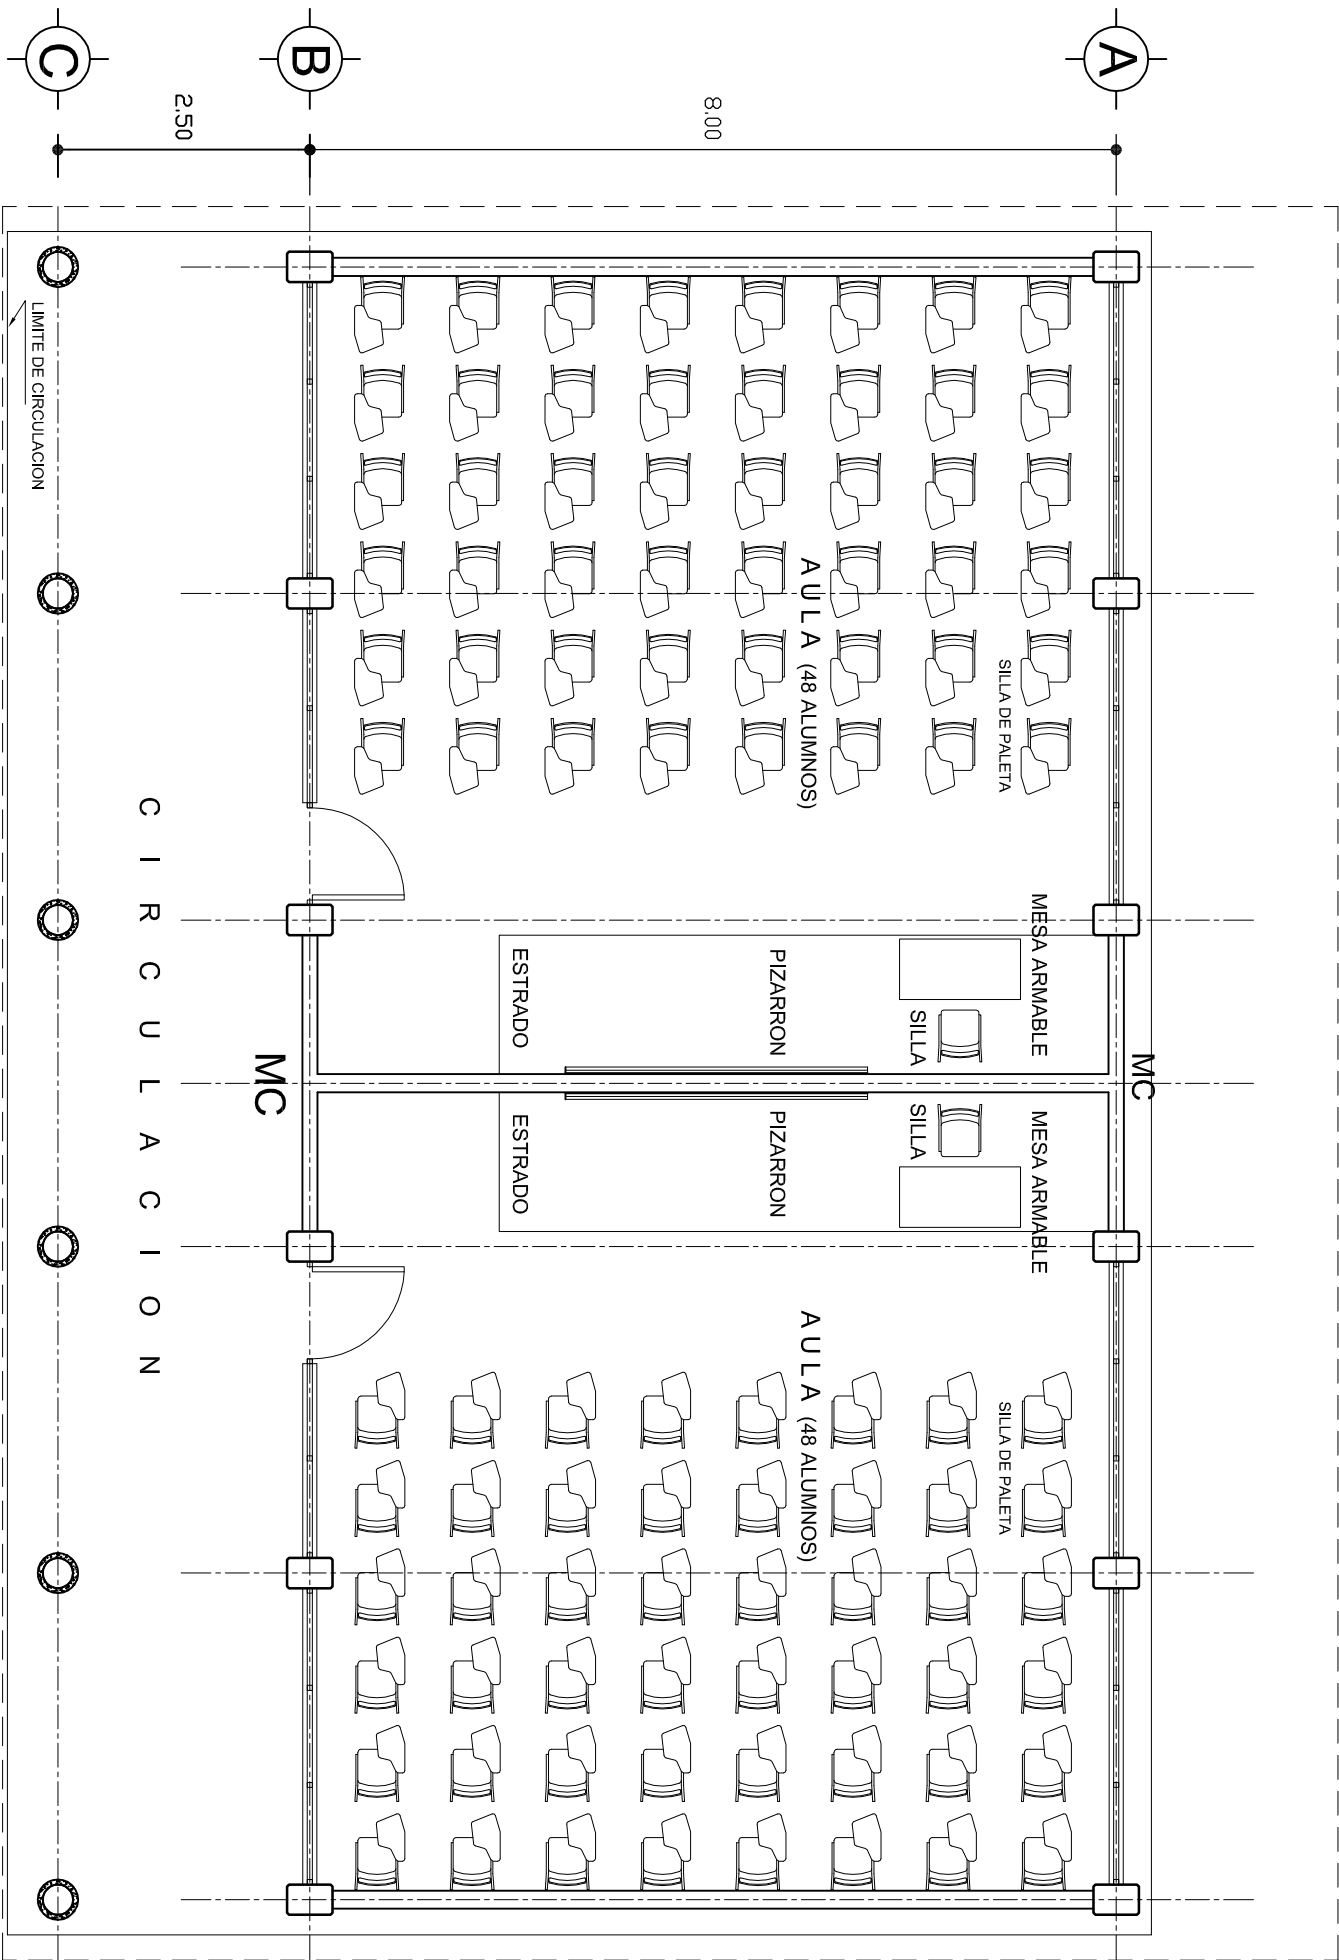 A
B
C
8.00
2.50
LIMITE DE CIRCULACION
AULA (48 ALUMNOS)
SILLA DE PALETA
MESA ARMABLE
SILLA
PIZARRON
ESTRADO
MC
MC
MESA ARMABLE
SILLA
PIZARRON
ESTRADO
AULA (48 ALUMNOS)
SILLA DE PALETA
CIRCULACION